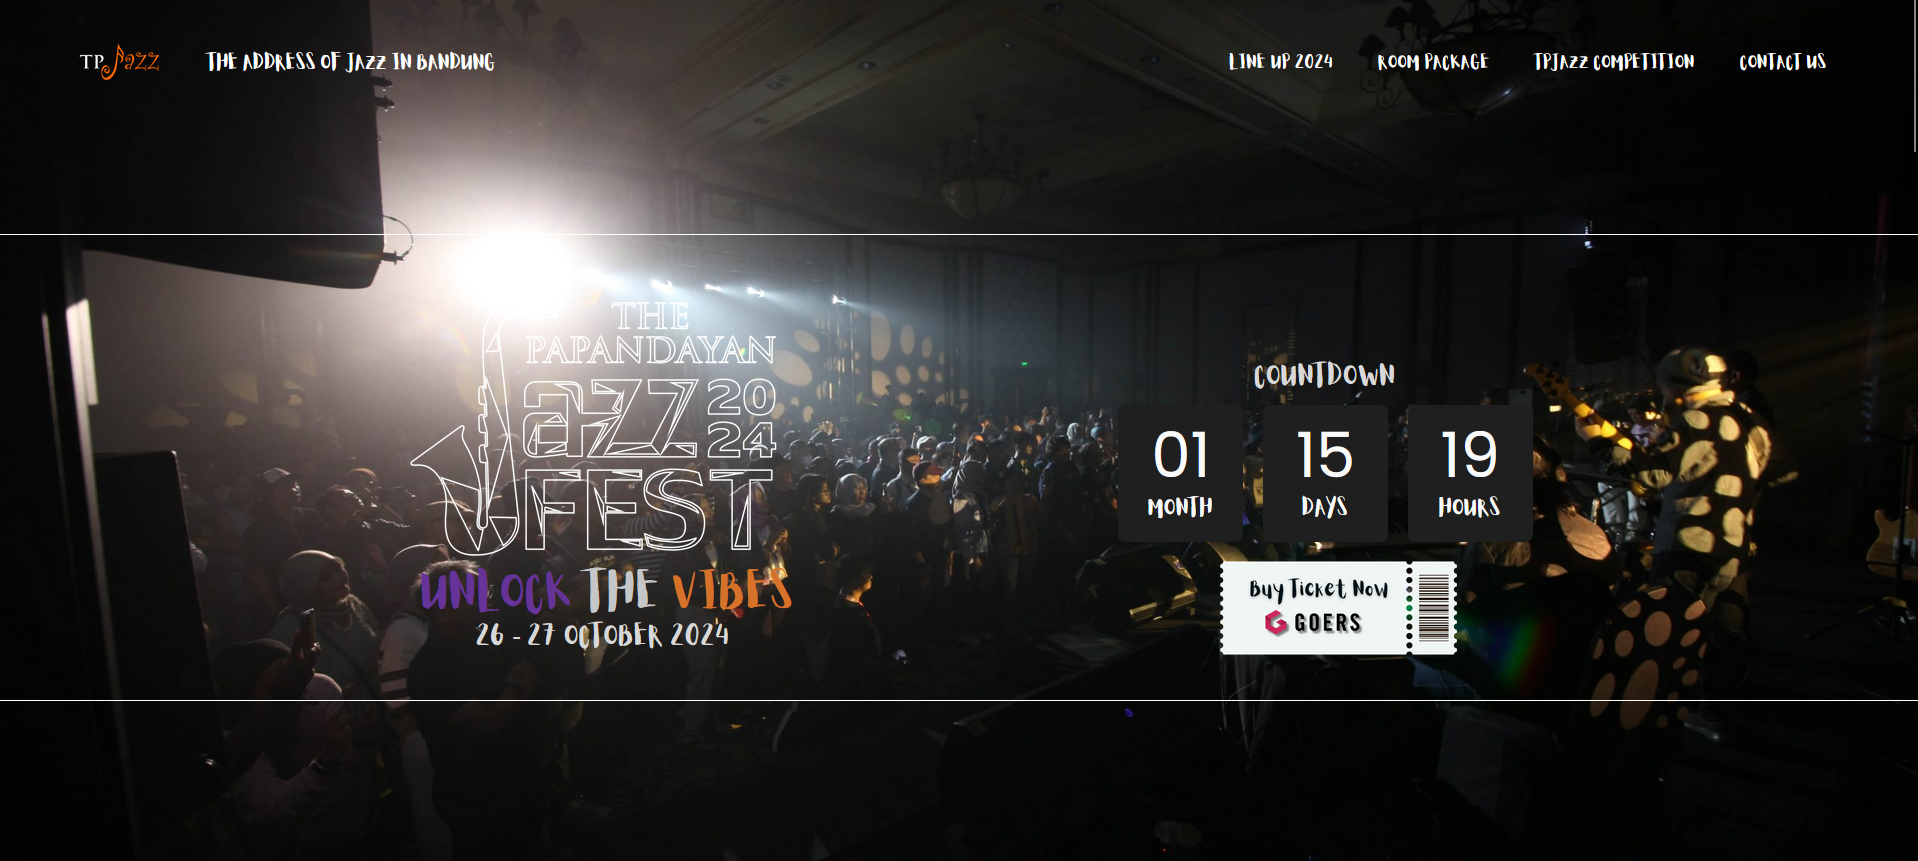 TP Jazz
THE ADDRESS OF JAZZ IN BANDUNG
LINE UP 2024
ROOM PACKAGE
TPJAZZ COMPETITION
CONTACT US
THE
PAPANDAYAN
Jazz 2024
FEST
UNLOCK THE VIBES
26 - 27 OCTOBER 2024
COUNTDOWN
01 15 19
MONTH DAYS HOURS
Buy Ticket Now
GOERS